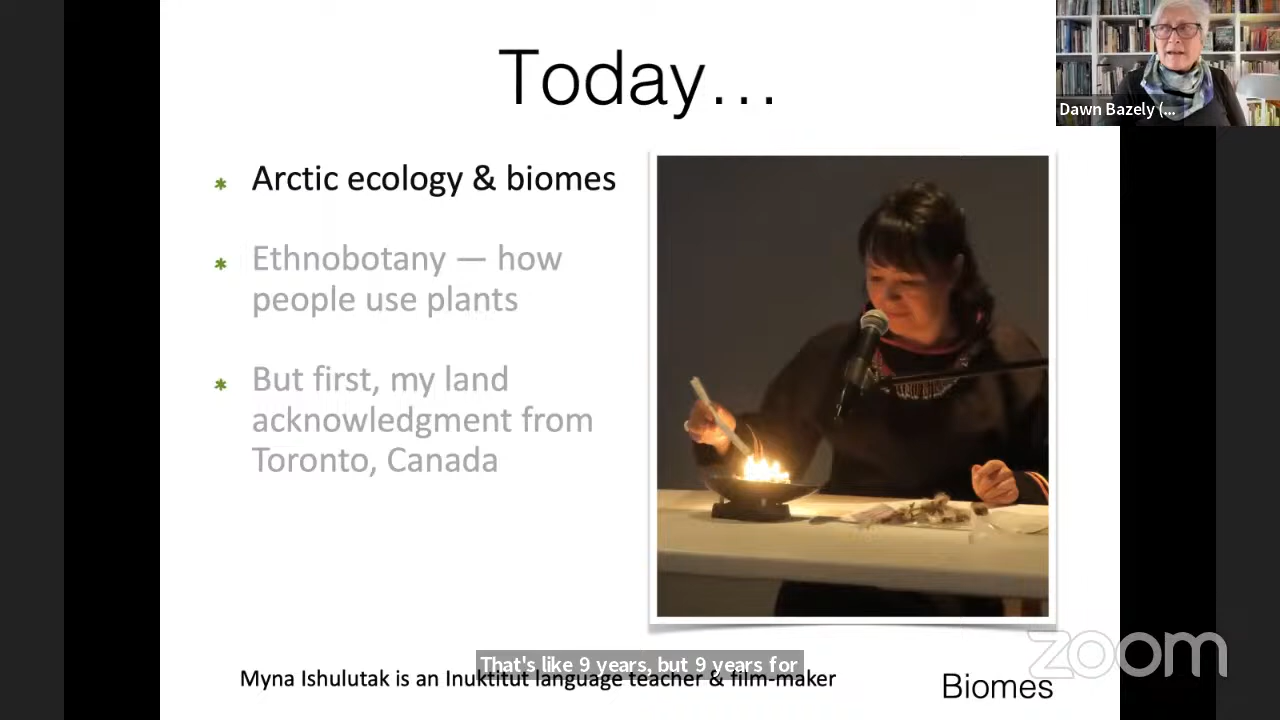 Today...
Dawn Bazely (...
* Arctic ecology & biomes
* Ethnobotany — how
people use plants
* But first, my land
acknowledgment from
Toronto, Canada
That's like 9 years, but 9 years for
Myna Ishulutak is an Inuktitut language teacher & film-maker
Biomes
zoom